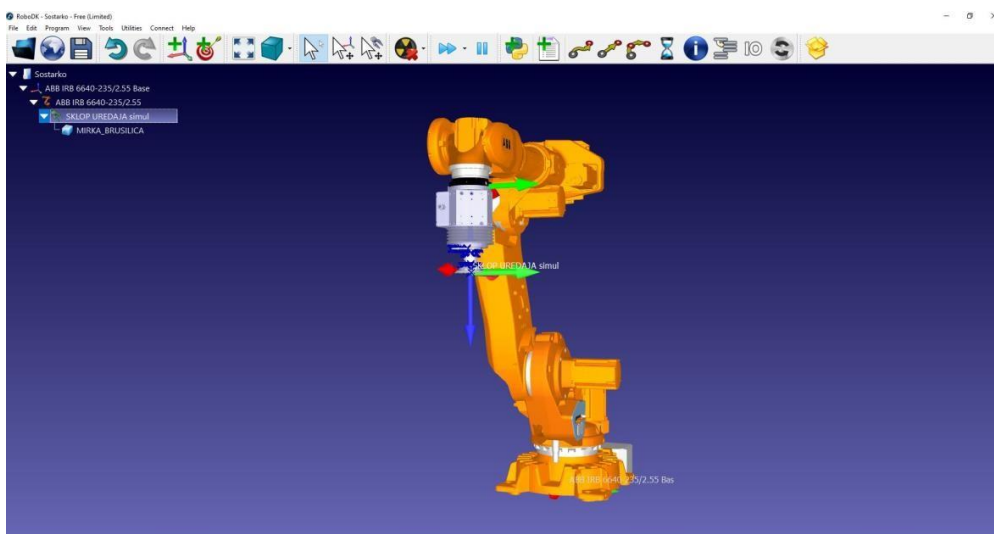 RoboDK - Sostarko - Free (Limited)
File Edit Program View Tools Utilities Connect Help
IO
Sostarko
ABB IRB 6640-235/2.55 Base
ABB IRB 6640-235/2.55
SKLOP UREDAJA simul
MIRKA_BRUSILICA
ABB
SKLOP UREDAJA simul
ABB IRB 6640-235/2.55 Bas